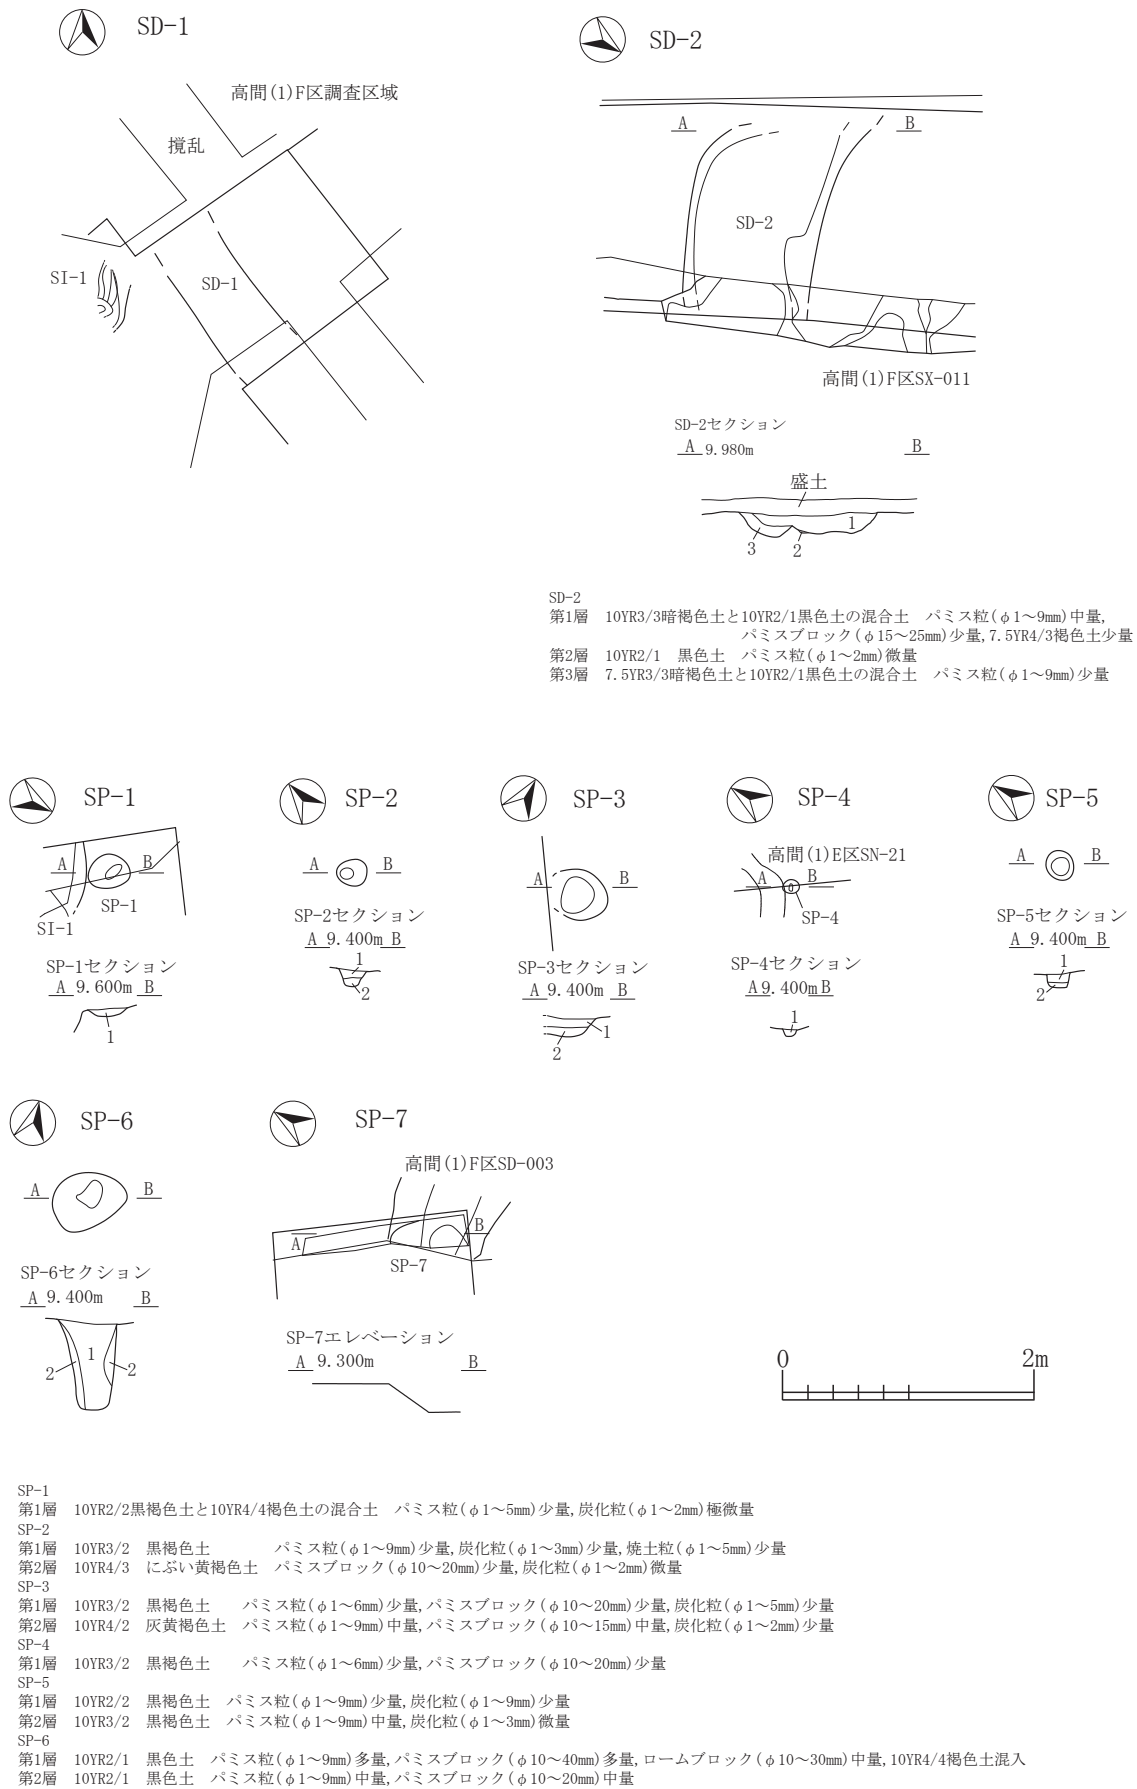 SD-1
高間(1)F区調査区域
撹乱
SI-1
SD-1
SD-2
A
B
SD-2
高間(1)F区SX-011
SD-2セクション
A 9.980m B
盛土
1
3 2
SD-2
第1層 10YR3/3暗褐色土と10YR2/1黒色土の混合土 パミス粒(φ1～9mm)中量,
パミスブロック(φ15～25mm)少量,7.5YR4/3褐色土少量
第2層 10YR2/1 黒色土 パミス粒(φ1～2mm)微量
第3層 7.5YR3/3暗褐色土と10YR2/1黒色土の混合土 パミス粒(φ1～9mm)少量
SP-1
A B
SP-1
SI-1
SP-1セクション
A 9.600m B
1
SP-2
A B
SP-2セクション
A 9.400m B
1
2
SP-3
A B
SP-3セクション
A 9.400m B
1
2
SP-4
高間(1)E区SN-21
A B
SP-4
SP-4セクション
A 9.400m B
1
SP-5
A B
SP-5セクション
A 9.400m B
1
2
SP-6
A B
SP-6セクション
A 9.400m B
1
2 2
SP-7
高間(1)F区SD-003
A B
SP-7
SP-7エレベーション
A 9.300m B
0 2m
SP-1
第1層 10YR2/2黒褐色土と10YR4/4褐色土の混合土 パミス粒(φ1～5mm)少量,炭化粒(φ1～2mm)極微量
SP-2
第1層 10YR3/2 黒褐色土 パミス粒(φ1～9mm)少量,炭化粒(φ1～3mm)少量,焼土粒(φ1～5mm)少量
第2層 10YR4/3 にぶい黄褐色土 パミスブロック(φ10～20mm)少量,炭化粒(φ1～2mm)微量
SP-3
第1層 10YR3/2 黒褐色土 パミス粒(φ1～6mm)少量,パミスブロック(φ10～20mm)少量,炭化粒(φ1～5mm)少量
第2層 10YR4/2 灰黄褐色土 パミス粒(φ1～9mm)中量,パミスブロック(φ10～15mm)中量,炭化粒(φ1～2mm)少量
SP-4
第1層 10YR3/2 黒褐色土 パミス粒(φ1～6mm)少量,パミスブロック(φ10～20mm)少量
SP-5
第1層 10YR2/2 黒褐色土 パミス粒(φ1～9mm)少量,炭化粒(φ1～9mm)少量
第2層 10YR3/2 黒褐色土 パミス粒(φ1～9mm)中量,炭化粒(φ1～3mm)微量
SP-6
第1層 10YR2/1 黒色土 パミス粒(φ1～9mm)多量,パミスブロック(φ10～40mm)多量,ロームブロック(φ10～30mm)中量,10YR4/4褐色土混入
第2層 10YR2/1 黒色土 パミス粒(φ1～9mm)中量,パミスブロック(φ10～20mm)中量